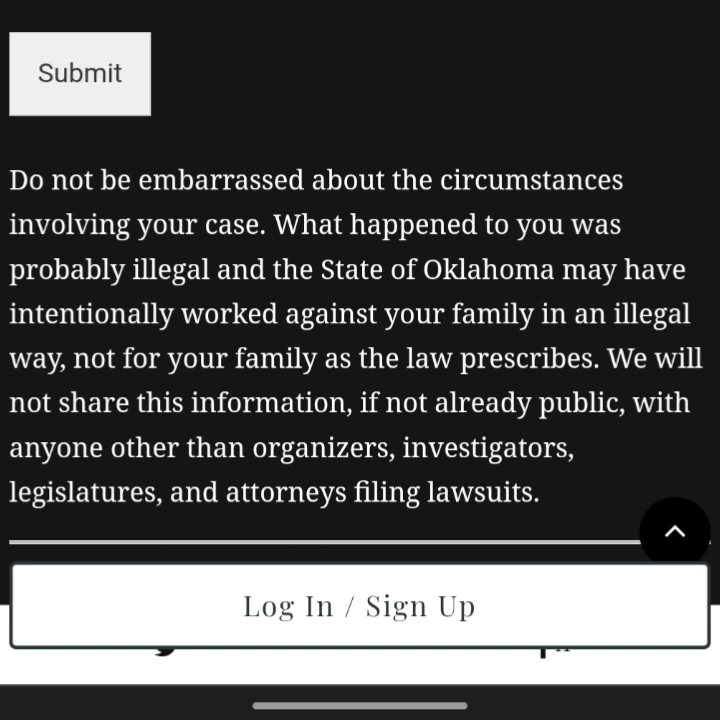 Submit
Do not be embarrassed about the circumstances
involving your case. What happened to you was
probably illegal and the State of Oklahoma may have
intentionally worked against your family in an illegal
way, not for your family as the law prescribes. We will
not share this information, if not already public, with
anyone other than organizers, investigators,
legislatures, and attorneys filing lawsuits.
Log In / Sign Up